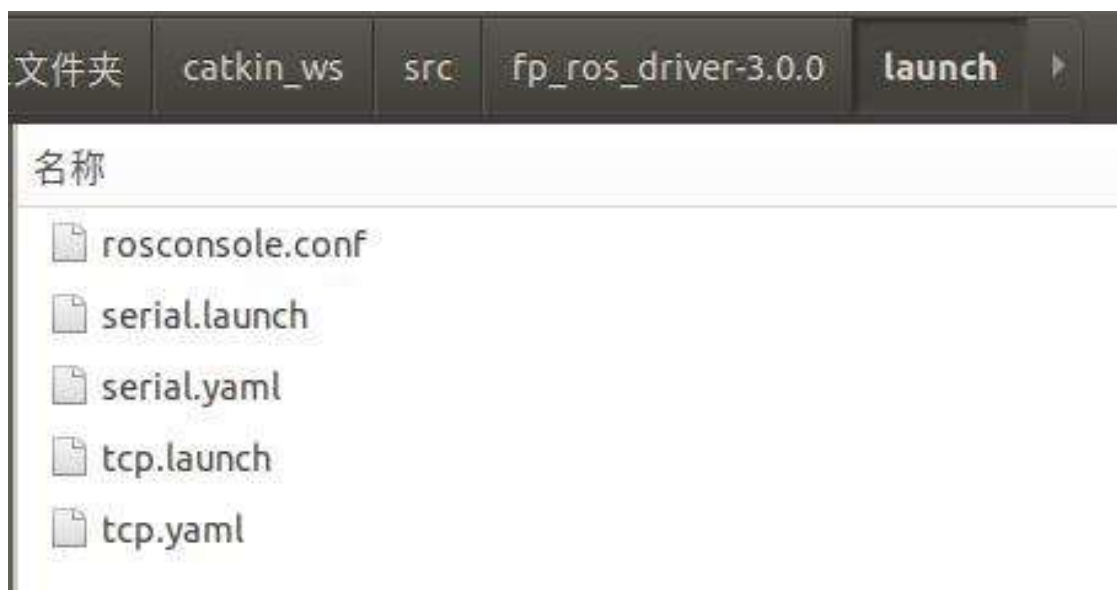 文件夹 catkin_ws src fp_ros_driver-3.0.0 launch
名称
rosconsole.conf
serial.launch
serial.yaml
tcp.launch
tcp.yaml